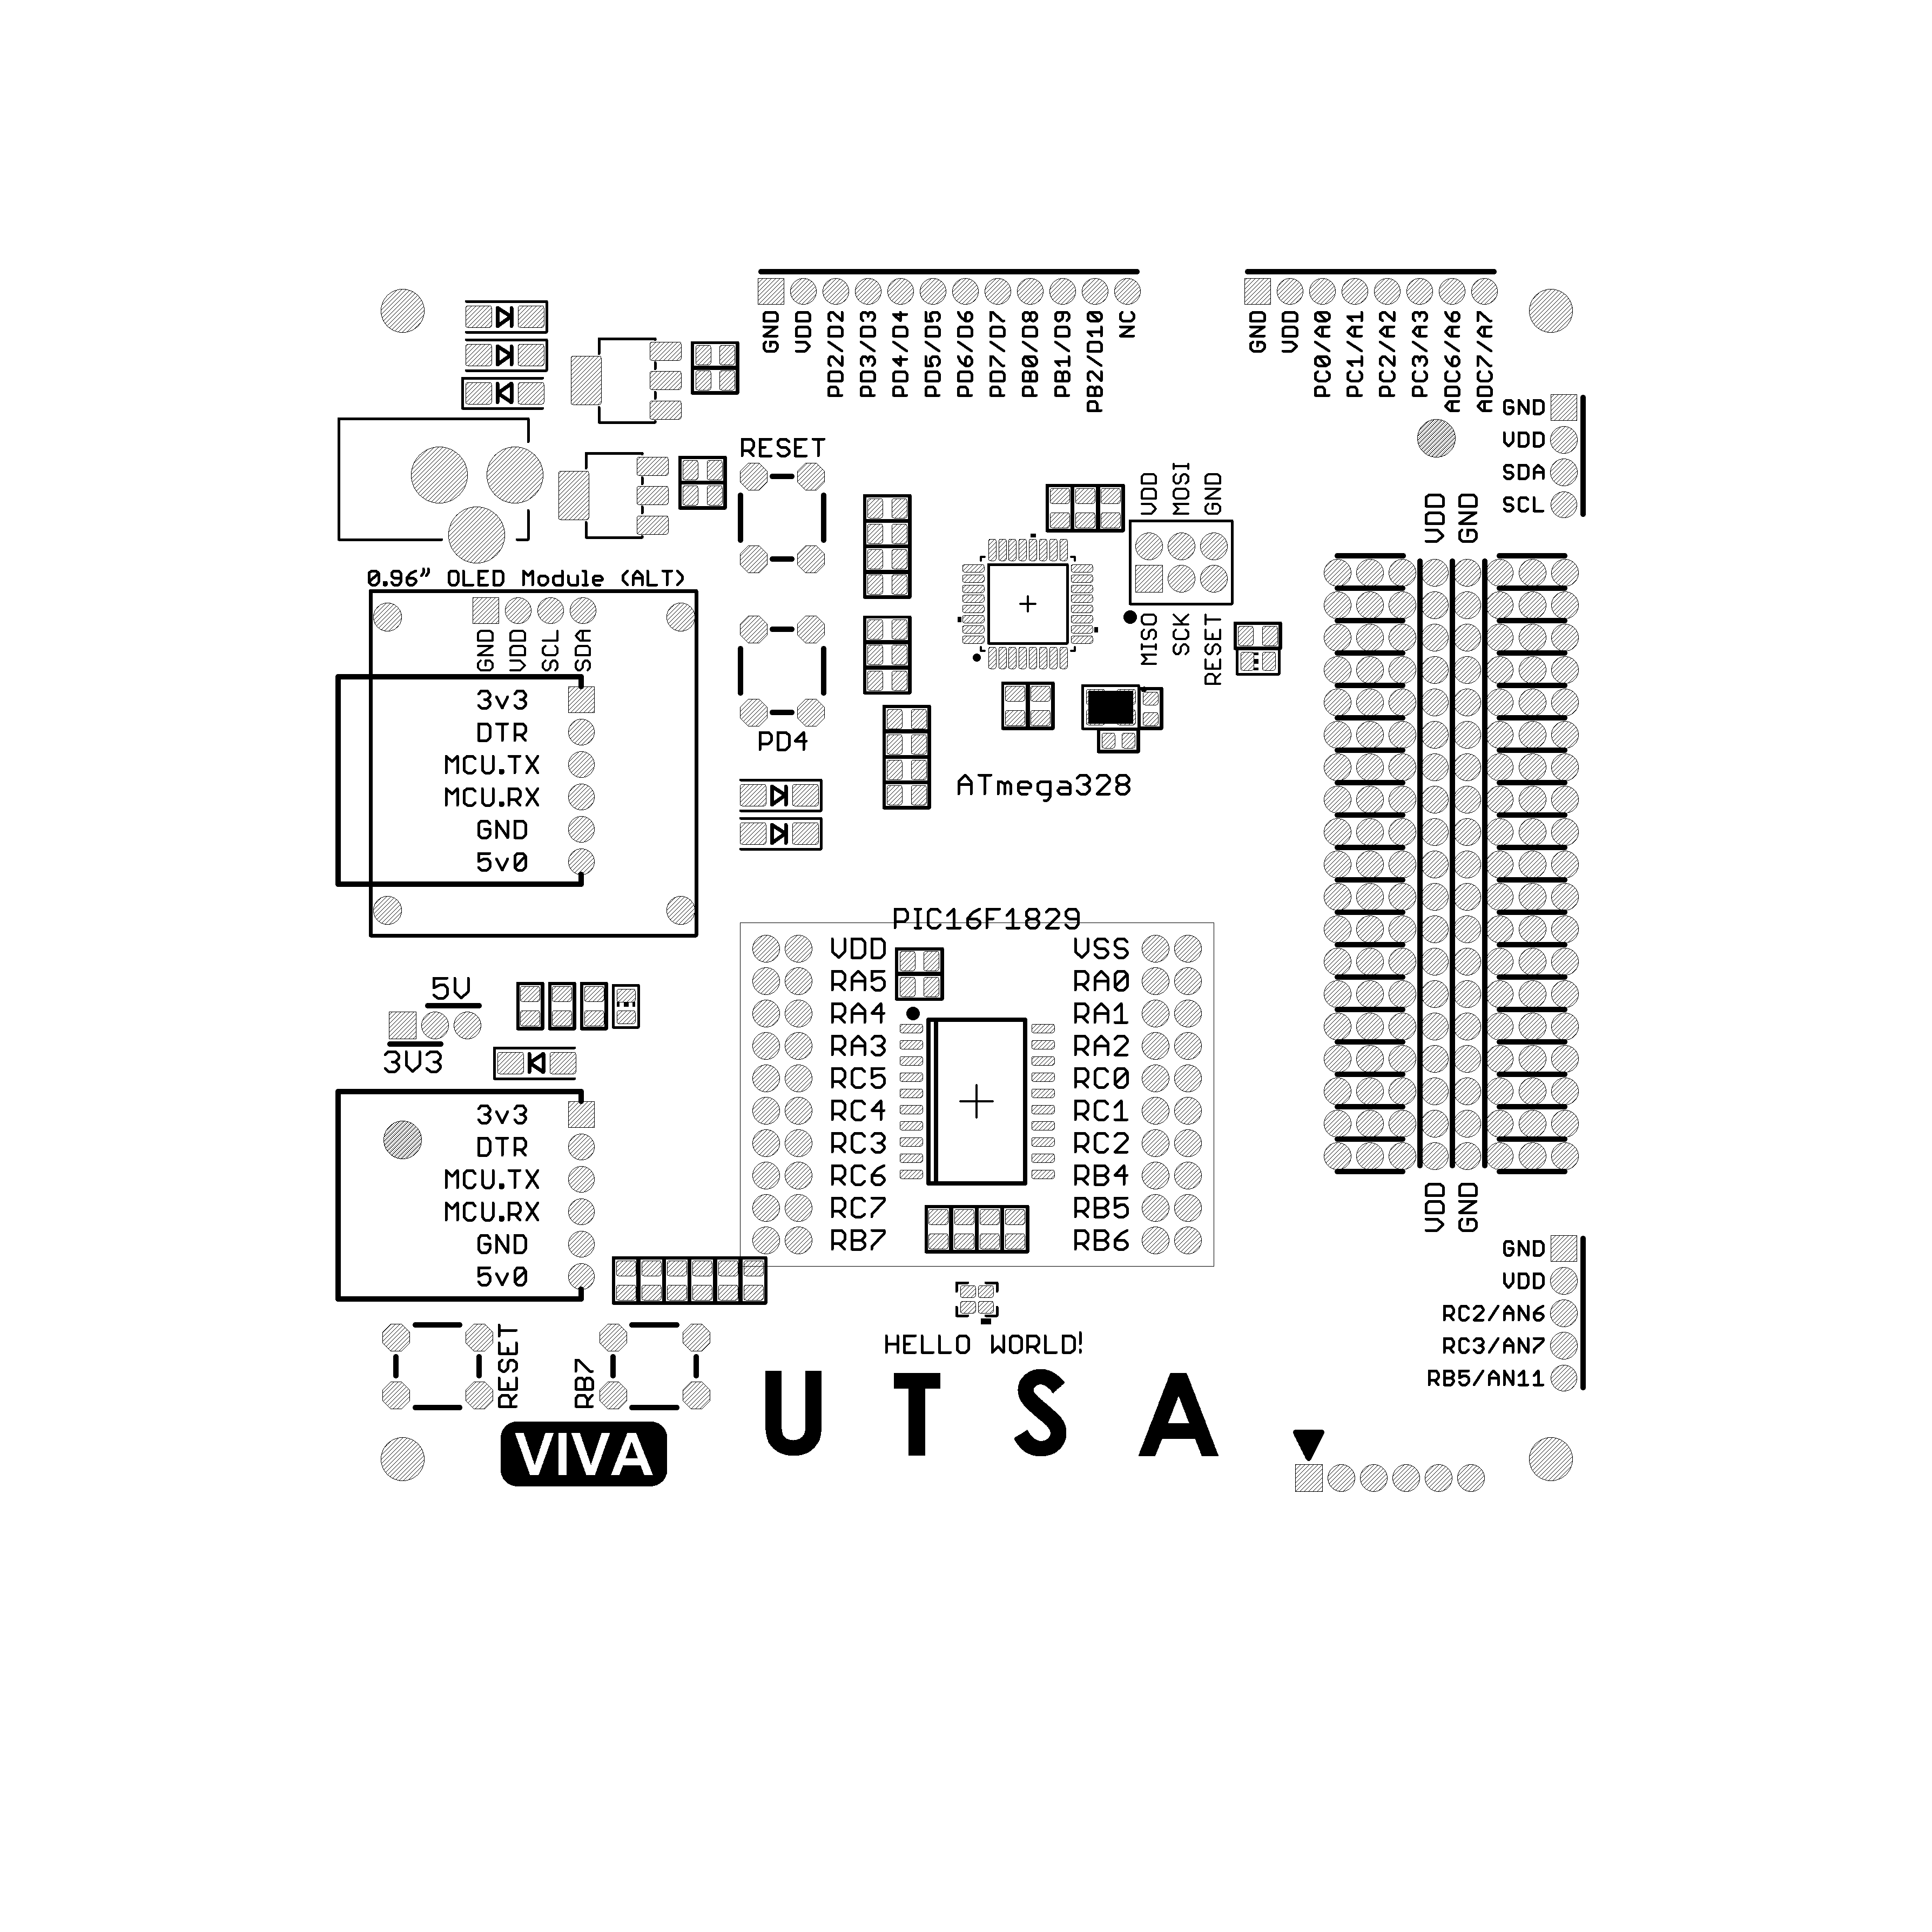 GND
VDD
PD2/D2
PD3/D3
PD4/D4
PD5/D5
PD6/D6
PD7/D7
PB0/D8
PB1/D9
PB2/D10
NC
GND
VDD
PC0/A0
PC1/A1
PC2/A2
PC3/A3
ADC6/A6
ADC7/A7
GND
VDD
SDA
SCL
RESET
VDD
MOSI
GND
MISO
SCK
RESET
VDD
GND
0.96” OLED Module (ALT)
GND
VDD
SCL
SDA
3v3
DTR
MCU.TX
MCU.RX
GND
5v0
PD4
ATmega328
PIC16F1829
VDD
RA5
RA4
RA3
RC5
RC4
RC3
RC6
RC7
RB7
VSS
RA0
RA1
RA2
RC0
RC1
RC2
RB4
RB5
RB6
5V
3V3
3v3
DTR
MCU.TX
MCU.RX
GND
5v0
VDD
GND
GND
VDD
RC2/AN6
RC3/AN7
RB5/AN11
RESET
RB7
HELLO WORLD!
VIVA
U T S A